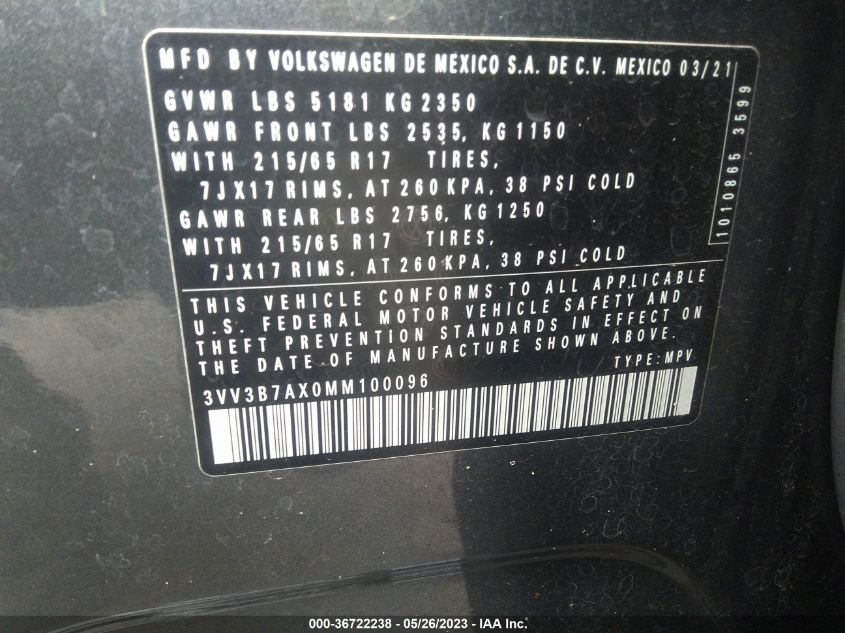 MFD BY VOLKSWAGEN DE MEXICO S.A. DE C.V. MEXICO 03/21
GVWR LBS 5181 KG 2350
GAWR FRONT LBS 2535, KG 1150
WITH 215/65 R17 TIRES,
7JX17 RIMS, AT 260 KPA, 38 PSI COLD
GAWR REAR LBS 2756, KG 1250
WITH 215/65 R17 TIRES,
7JX17 RIMS, AT 260 KPA, 38 PSI COLD
1010865 3599
THIS VEHICLE CONFORMS TO ALL APPLICABLE
U.S. FEDERAL MOTOR VEHICLE SAFETY AND
THEFT PREVENTION STANDARDS IN EFFECT ON
THE DATE OF MANUFACTURE SHOWN ABOVE.
TYPE: MPV
3VV3B7AX0MM100096
000-36722238 - 05/26/2023 - IAA Inc.